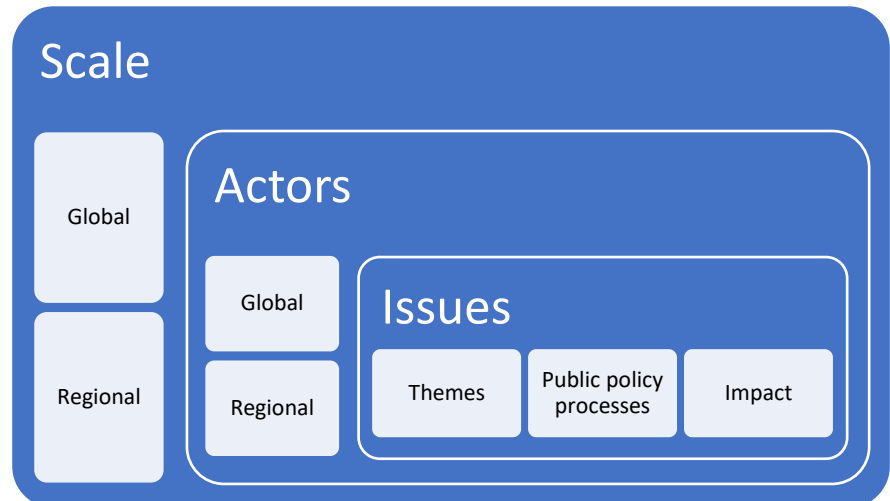 Scale
Global
Regional
Actors
Global
Regional
Issues
Themes
Public policy
processes
Impact